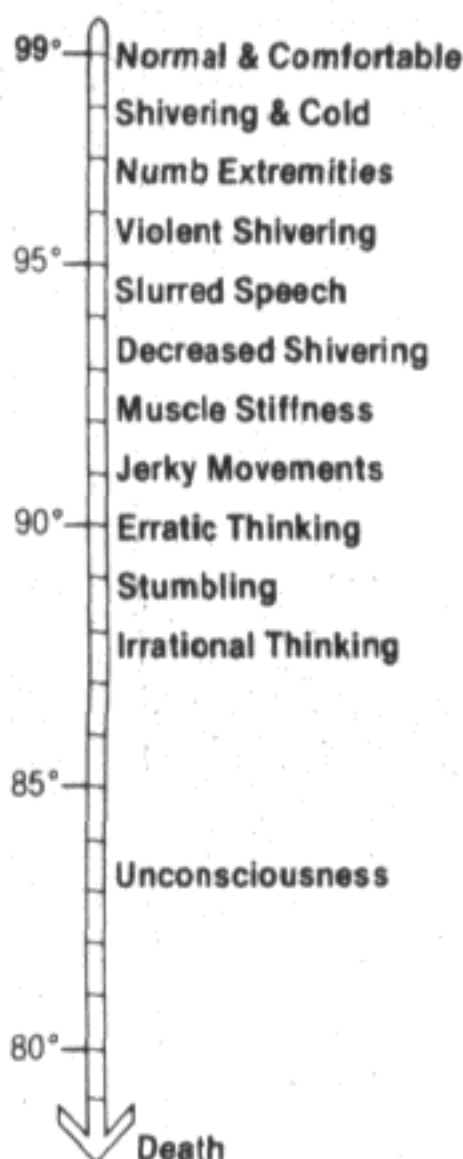 99° Normal & Comfortable
Shivering & Cold
Numb Extremities
Violent Shivering
95°
Slurred Speech
Decreased Shivering
Muscle Stiffness
Jerky Movements
90° Erratic Thinking
Stumbling
Irrational Thinking
85°
Unconsciousness
80°
Death